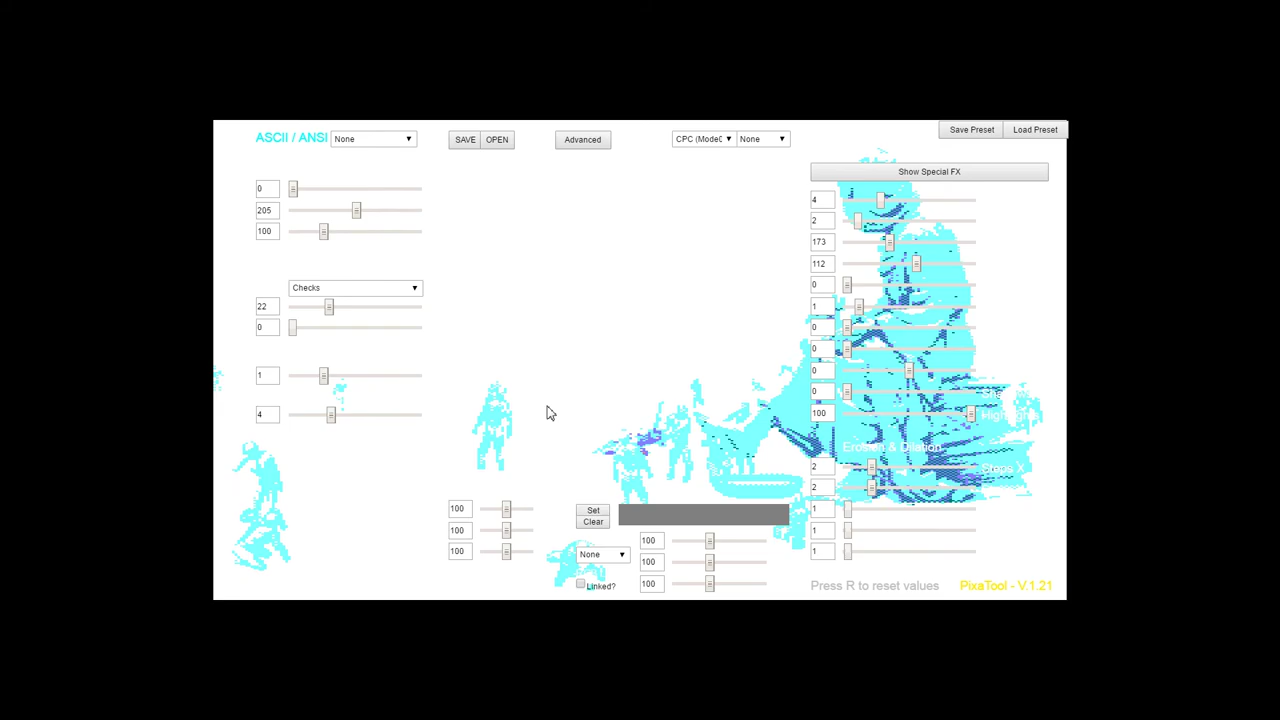 Save Preset Load Preset
ASCII / ANSI None SAVE OPEN Advanced CPC (Mode None
Show Special FX
0
205
100
Checks
22
0
1
4
4
2
173
112
0
1
0
0
0
0
100
Highlight
Erosion & Dilation
2 Steps X
2
1
1
1
100
100
100
Set
Clear
None
Linked?
100
100
100
Press R to reset values PixaTool - V.1.21